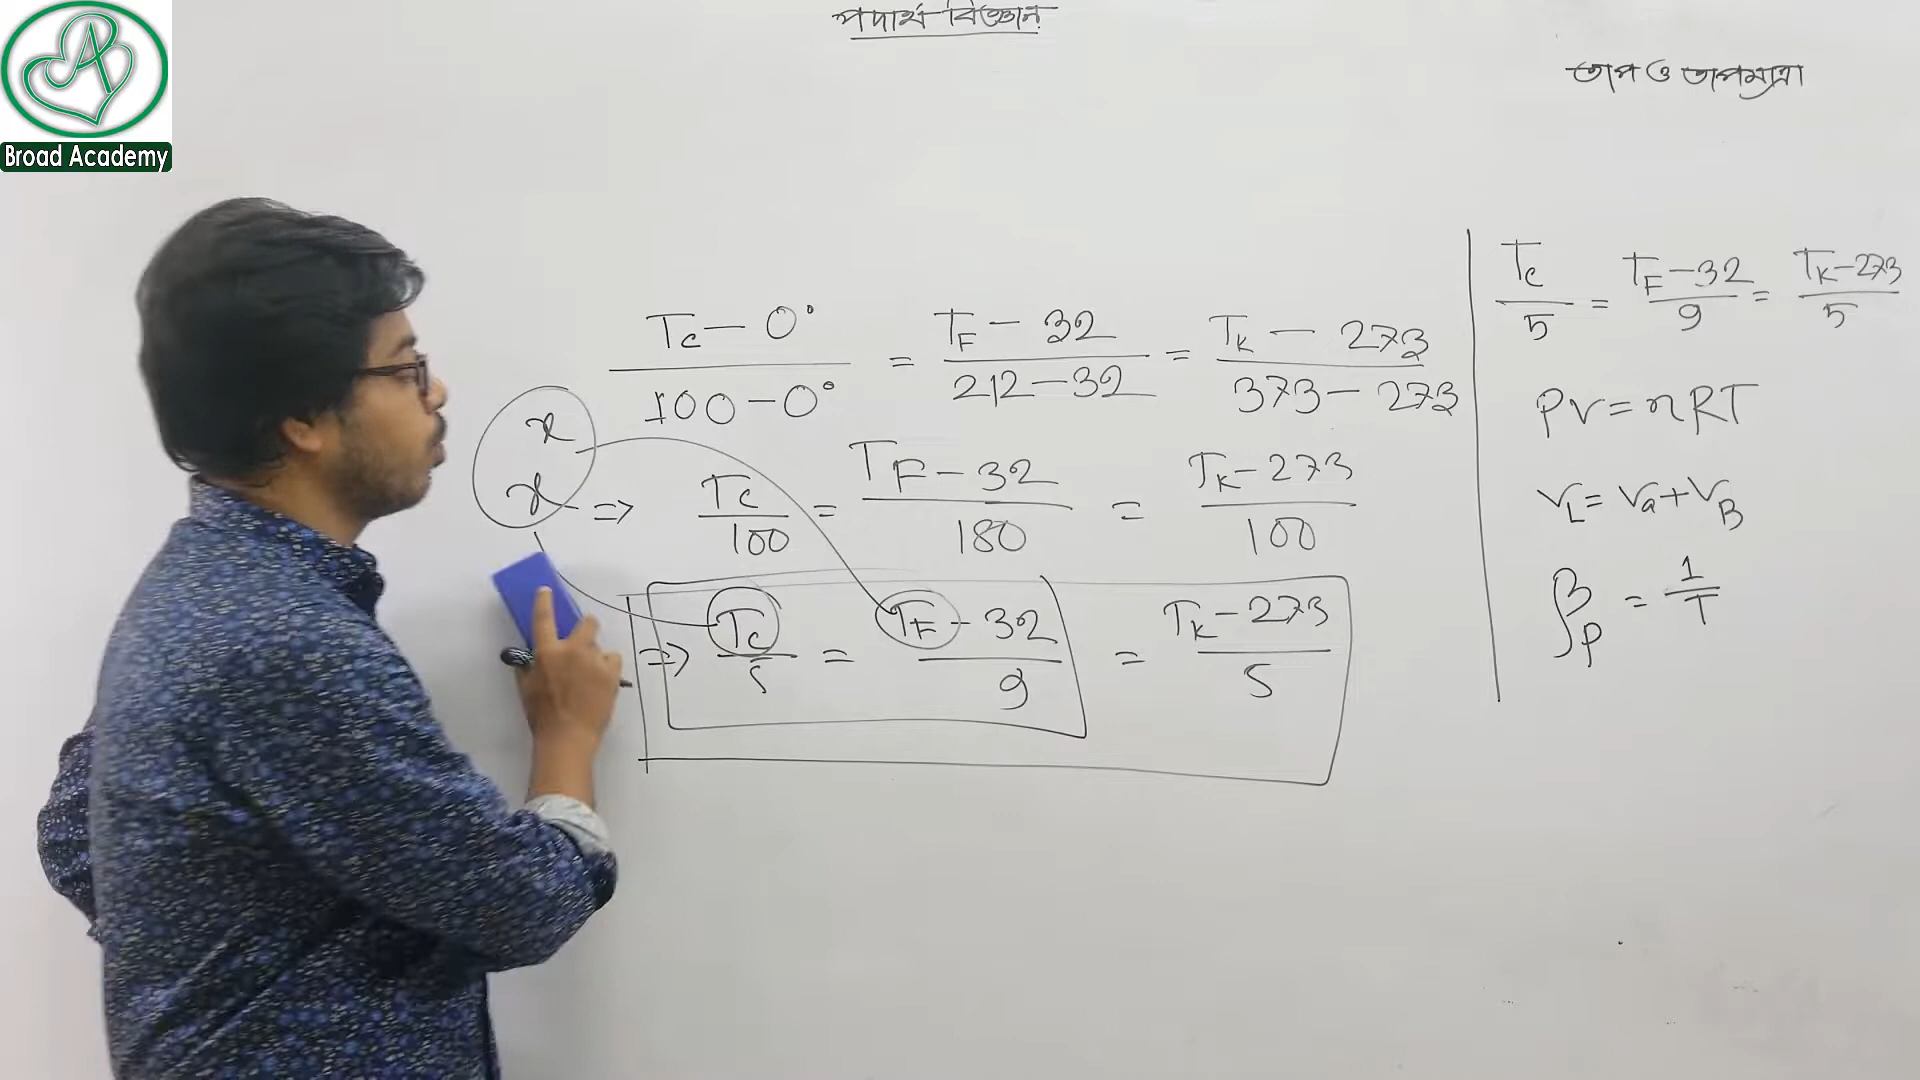 Broad Academy
পদার্থ বিজ্ঞান
তাপ ও তাপমাত্রা
x
x
Tc - 0° / 100 - 0° = TF - 32 / 212 - 32 = TK - 273 / 373 - 273
=> Tc / 100 = TF - 32 / 180 = TK - 273 / 100
=> Tc / 5 = TF - 32 / 9 = TK - 273 / 5
Tc / 5 = TF - 32 / 9 = TK - 273 / 5
PV = nRT
VL = Va + VB
βP = 1 / T